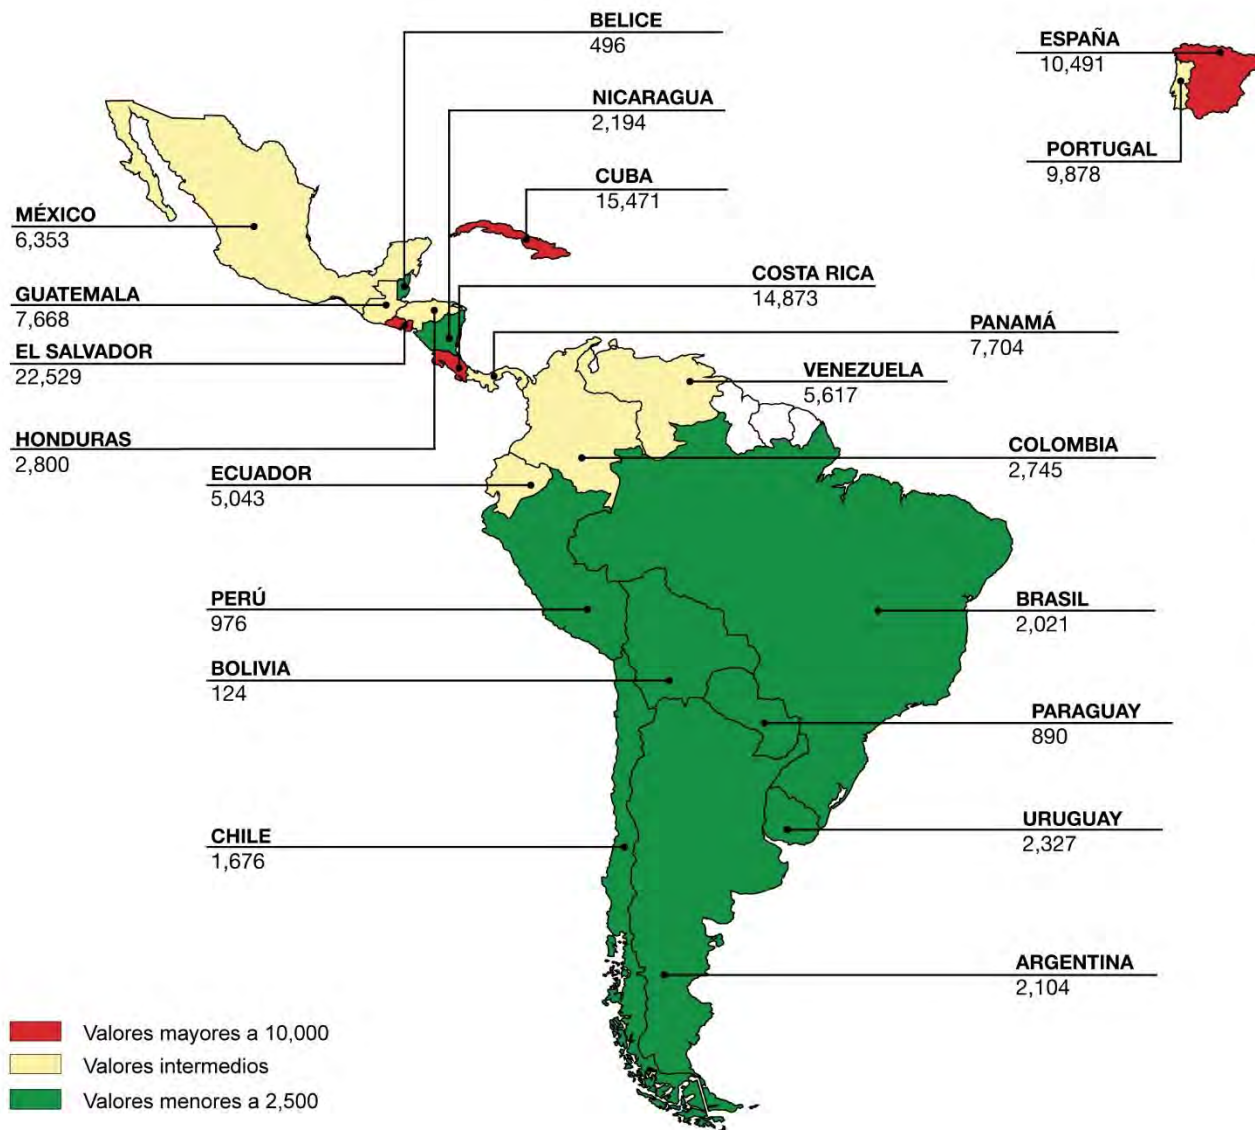 BELICE
496
ESPAÑA
10,491
NICARAGUA
2,194
PORTUGAL
9,878
CUBA
15,471
MÉXICO
6,353
COSTA RICA
14,873
GUATEMALA
7,668
PANAMÁ
7,704
EL SALVADOR
22,529
VENEZUELA
5,617
HONDURAS
2,800
COLOMBIA
2,745
ECUADOR
5,043
PERÚ
976
BRASIL
2,021
BOLIVIA
124
PARAGUAY
890
URUGUAY
2,327
CHILE
1,676
ARGENTINA
2,104
Valores mayores a 10,000
Valores intermedios
Valores menores a 2,500